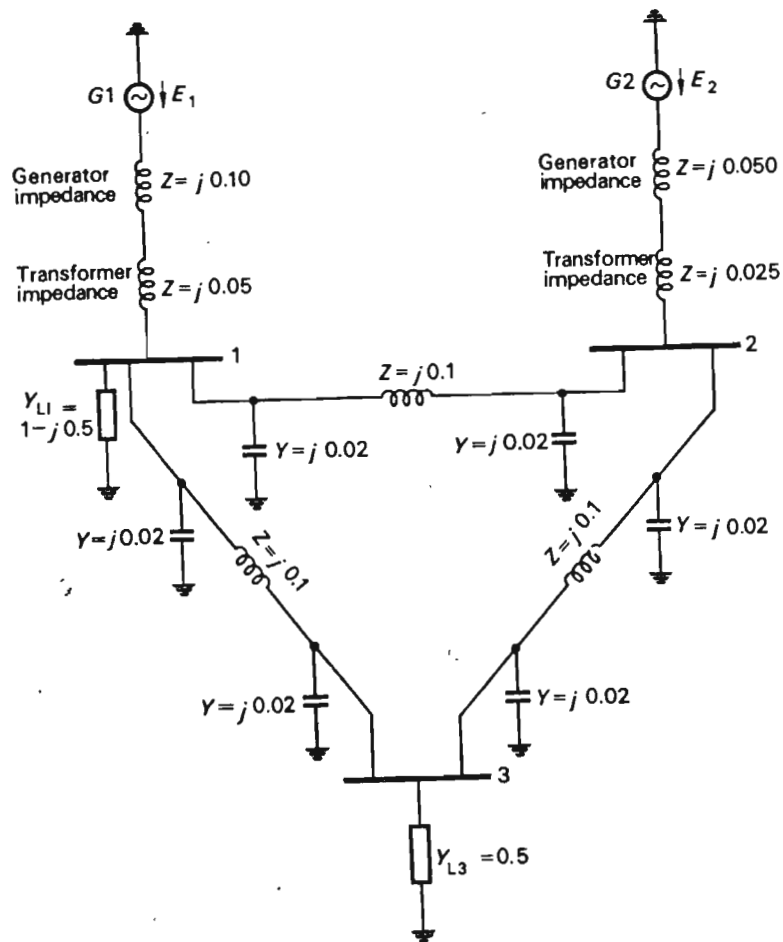 G1
E1
Generator
impedance
Z = j 0.10
Transformer
impedance
Z = j 0.05
1
YL1 =
1-j 0.5
Y = j 0.02
Y = j 0.02
Z = j 0.1
Y = j 0.02
G2
E2
Generator
impedance
Z = j 0.050
Transformer
impedance
Z = j 0.025
2
Z = j 0.1
Y = j 0.02
Y = j 0.02
Z = j 0.1
Y = j 0.02
3
YL3 = 0.5